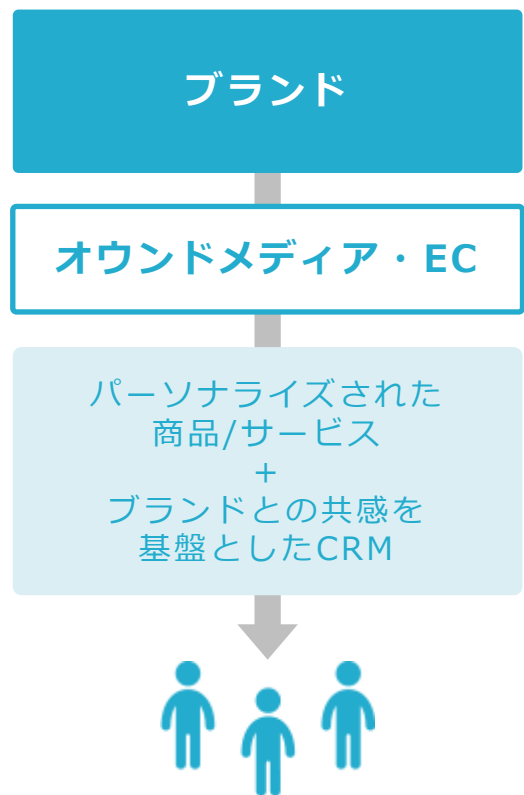 ブランド
オウンドメディア・EC
パーソナライズされた
商品/サービス
+
ブランドとの共感を
基盤としたCRM